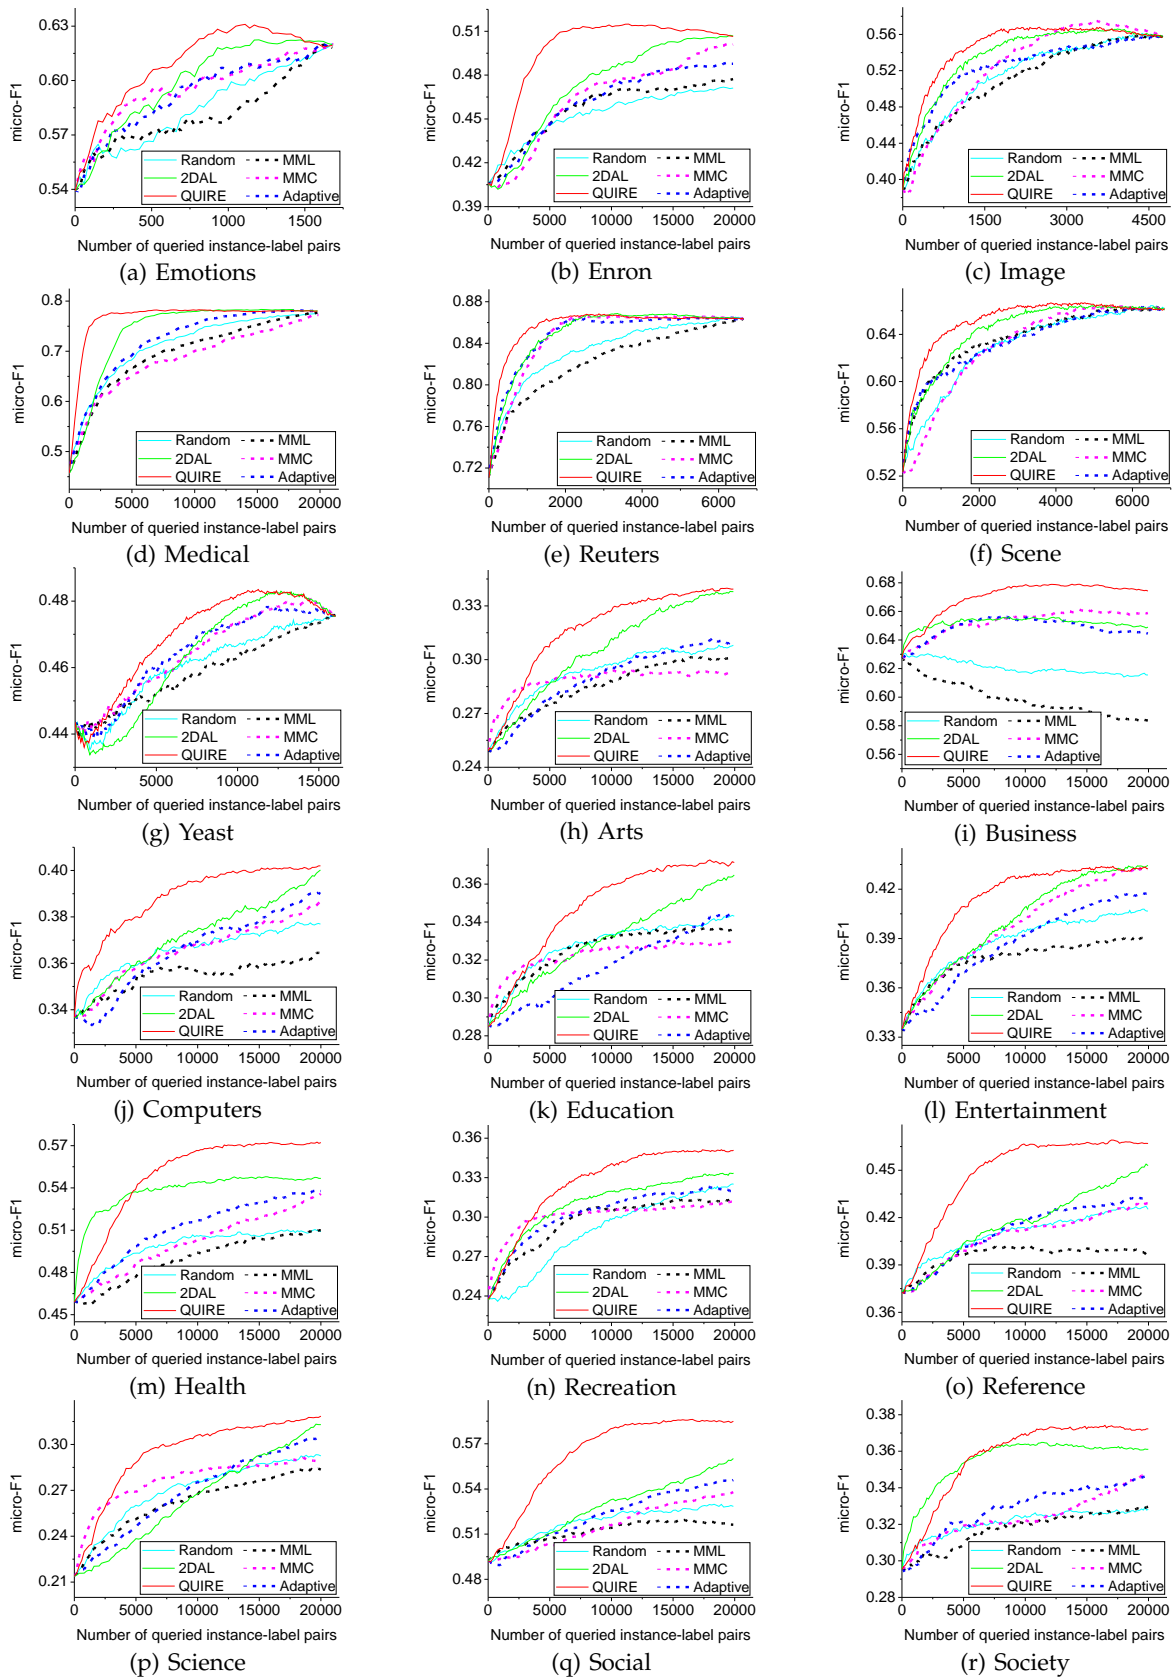 micro-F1
0.63
0.60
0.57
0.54
Random MML
2DAL MMC
QUIRE Adaptive
0 500 1000 1500
Number of queried instance-label pairs
(a) Emotions
micro-F1
0.51
0.48
0.45
0.42
0.39
Random MML
2DAL MMC
QUIRE Adaptive
0 5000 10000 15000 20000
Number of queried instance-label pairs
(b) Enron
micro-F1
0.56
0.52
0.48
0.44
0.40
Random MML
2DAL MMC
QUIRE Adaptive
0 1500 3000 4500
Number of queried instance-label pairs
(c) Image
micro-F1
0.8
0.7
0.6
0.5
Random MML
2DAL MMC
QUIRE Adaptive
0 5000 10000 15000 20000
Number of queried instance-label pairs
(d) Medical
micro-F1
0.88
0.84
0.80
0.76
0.72
Random MML
2DAL MMC
QUIRE Adaptive
0 2000 4000 6000
Number of queried instance-label pairs
(e) Reuters
micro-F1
0.64
0.60
0.56
0.52
Random MML
2DAL MMC
QUIRE Adaptive
0 2000 4000 6000
Number of queried instance-label pairs
(f) Scene
micro-F1
0.48
0.46
0.44
Random MML
2DAL MMC
QUIRE Adaptive
0 5000 10000 15000
Number of queried instance-label pairs
(g) Yeast
micro-F1
0.33
0.30
0.27
0.24
Random MML
2DAL MMC
QUIRE Adaptive
0 5000 10000 15000 20000
Number of queried instance-label pairs
(h) Arts
micro-F1
0.68
0.66
0.64
0.62
0.60
0.58
0.56
Random MML
2DAL MMC
QUIRE Adaptive
0 5000 10000 15000 20000
Number of queried instance-label pairs
(i) Business
micro-F1
0.40
0.38
0.36
0.34
Random MML
2DAL MMC
QUIRE Adaptive
0 5000 10000 15000 20000
Number of queried instance-label pairs
(j) Computers
micro-F1
0.36
0.34
0.32
0.30
0.28
Random MML
2DAL MMC
QUIRE Adaptive
0 5000 10000 15000 20000
Number of queried instance-label pairs
(k) Education
micro-F1
0.42
0.39
0.36
0.33
Random MML
2DAL MMC
QUIRE Adaptive
0 5000 10000 15000 20000
Number of queried instance-label pairs
(l) Entertainment
micro-F1
0.57
0.54
0.51
0.48
0.45
Random MML
2DAL MMC
QUIRE Adaptive
0 5000 10000 15000 20000
Number of queried instance-label pairs
(m) Health
micro-F1
0.36
0.33
0.30
0.27
0.24
Random MML
2DAL MMC
QUIRE Adaptive
0 5000 10000 15000 20000
Number of queried instance-label pairs
(n) Recreation
micro-F1
0.45
0.42
0.39
0.36
Random MML
2DAL MMC
QUIRE Adaptive
0 5000 10000 15000 20000
Number of queried instance-label pairs
(o) Reference
micro-F1
0.30
0.27
0.24
0.21
Random MML
2DAL MMC
QUIRE Adaptive
0 5000 10000 15000 20000
Number of queried instance-label pairs
(p) Science
micro-F1
0.57
0.54
0.51
0.48
Random MML
2DAL MMC
QUIRE Adaptive
0 5000 10000 15000 20000
Number of queried instance-label pairs
(q) Social
micro-F1
0.38
0.36
0.34
0.32
0.30
0.28
Random MML
2DAL MMC
QUIRE Adaptive
0 5000 10000 15000 20000
Number of queried instance-label pairs
(r) Society